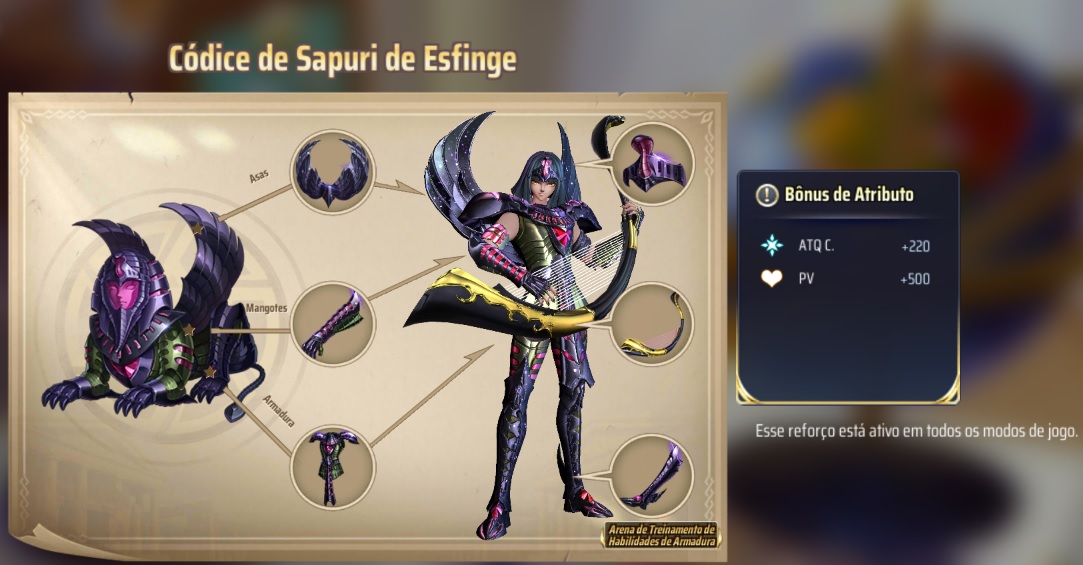 Códice de Sapuri de Esfinge
Asas
Mangotes
Armadura
Arena de Treinamento de
Habilidades de Armadura
Bônus de Atributo
ATQ C. +220
PV +500
Esse reforço está ativo em todos os modos de jogo.